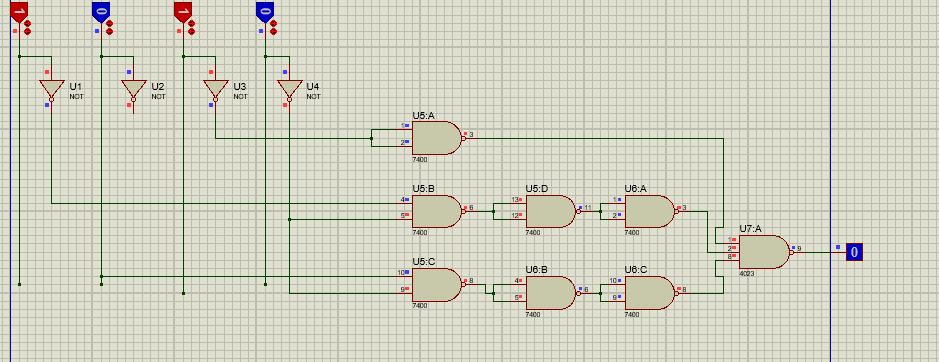 1 0 1 0
U1 U2 U3 U4
NOT NOT NOT NOT
U5:A
1
2 3
7400
U5:B U5:D U6:A
4 13 1
5 6 12 11 2 3
7400 7400 7400
U7:A
1
2 9 0
8
4023
U5:C U6:B U6:C
10 4 10
9 8 5 6 9 8
7400 7400 7400